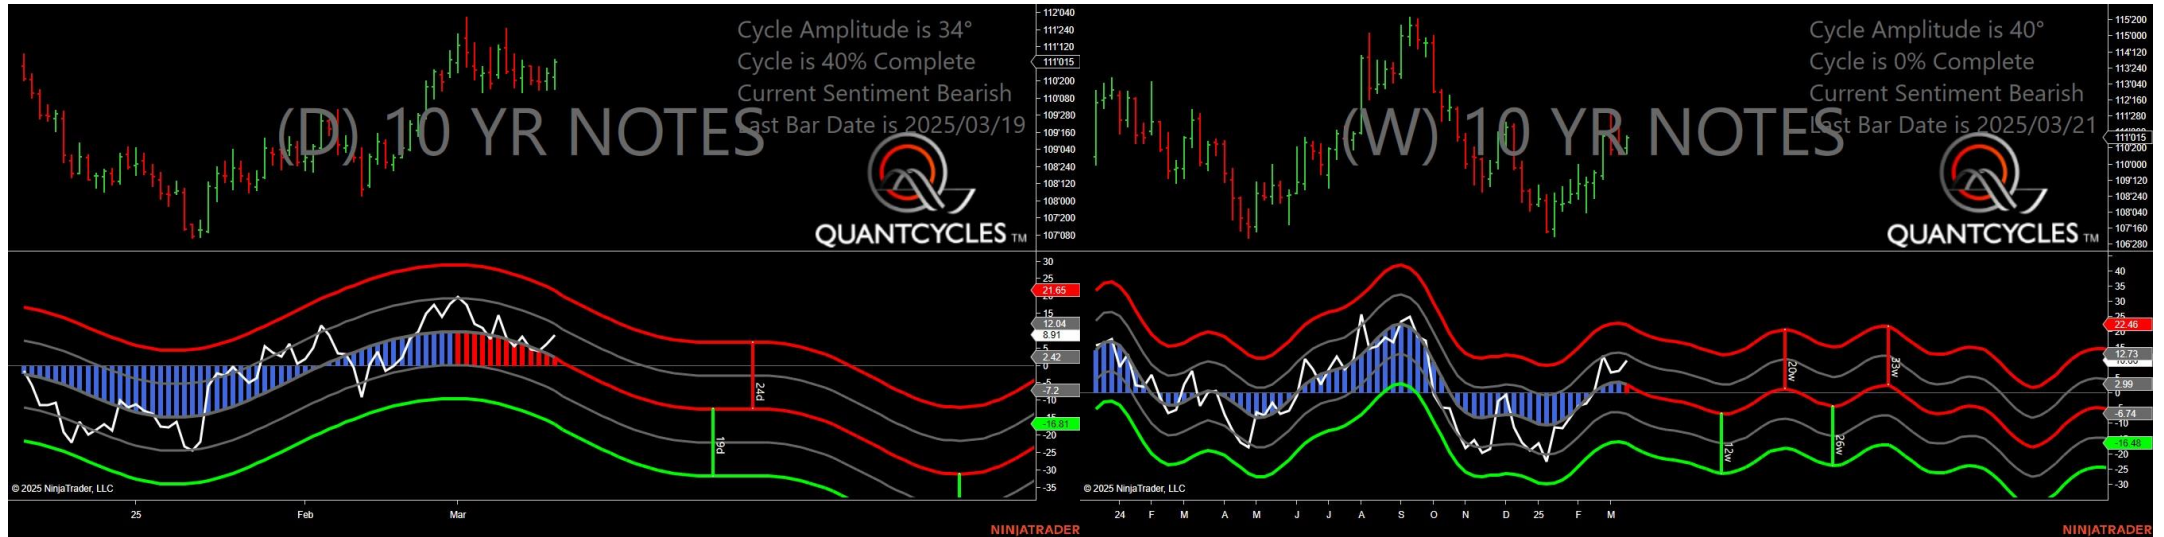 Cycle Amplitude is 34°
Cycle is 40% Complete
Current Sentiment Bearish
Last Bar Date is 2025/03/19
(D) 10 YR NOTES
QUANTCYCLES TM
112'040
111'240
111'120
111'015
110'200
110'080
109'280
109'160
109'040
108'240
108'120
108'000
107'200
107'080
30
25
21.65
15
12.04
8.91
5
2.42
0
-5
-7.2
-10
-15
-16.81
-20
-25
-30
-35
24d
19d
© 2025 NinjaTrader, LLC
25 Feb Mar
NINJATRADER
Cycle Amplitude is 40°
Cycle is 0% Complete
Current Sentiment Bearish
Last Bar Date is 2025/03/21
(W) 10 YR NOTES
QUANTCYCLES TM
115'200
115'000
114'120
113'240
113'040
112'160
111'280
111'015
110'200
110'000
109'120
108'240
108'040
107'160
106'280
40
35
30
25
22.46
15
12.73
5
2.99
0
-6.74
-10
-16.48
-20
-25
-30
20w
33w
12w
26w
© 2025 NinjaTrader, LLC
24 F M A M J J A S O N D 25 F M
NINJATRADER